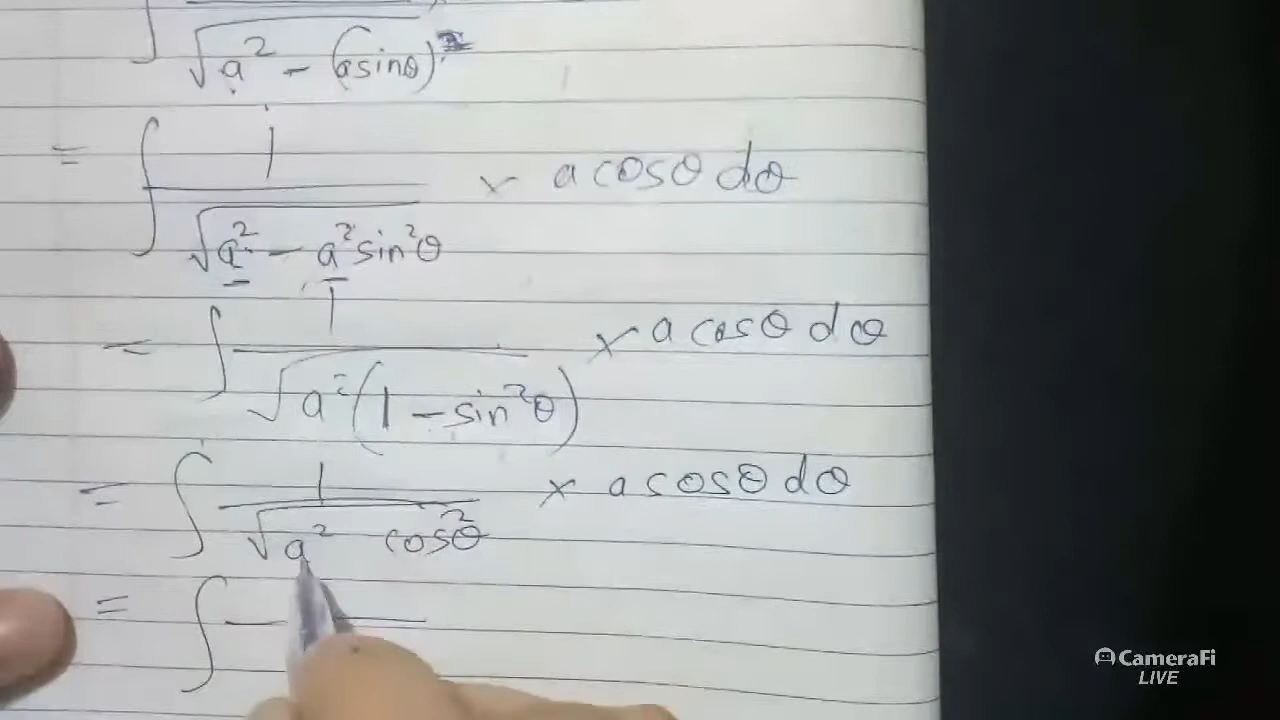 ∫ √a² - (a sinθ)²
= ∫ 1 / √a² - a² sin²θ × a cosθ dθ
= ∫ 1 / √a² (1 - sin²θ) × a cosθ dθ
= ∫ 1 / √a² cos²θ × a cosθ dθ
= ∫
CameraFi
LIVE